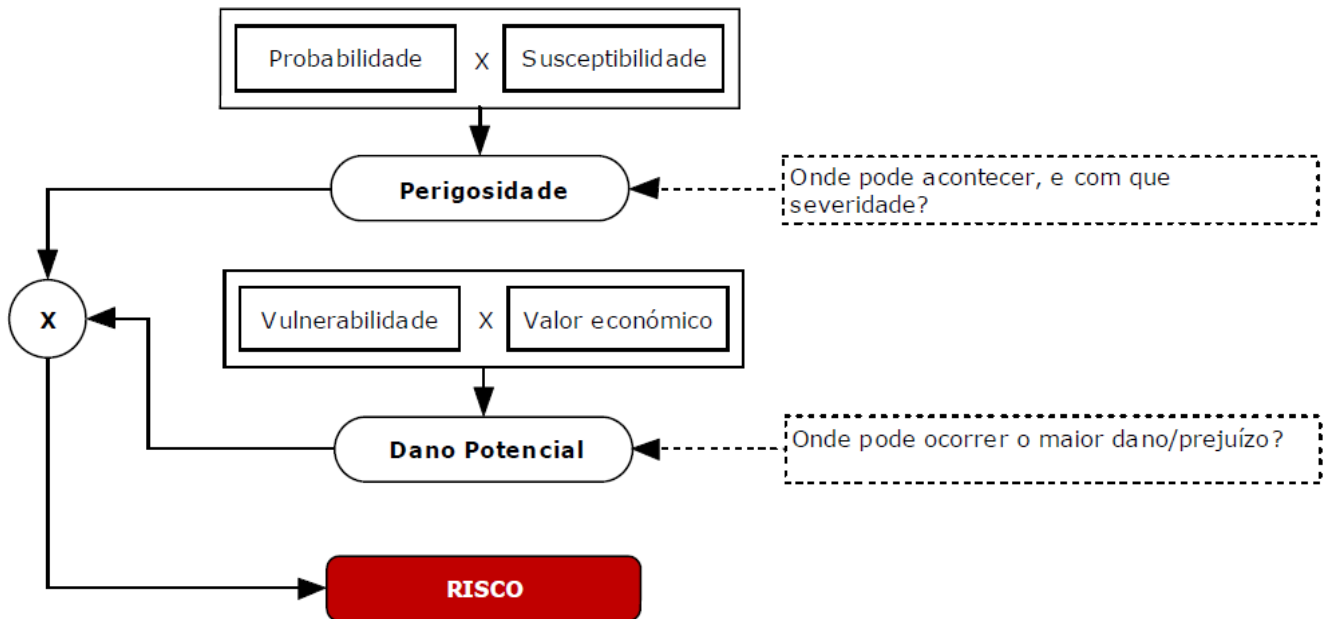 Probabilidade X Susceptibilidade
Perigosidade
Onde pode acontecer, e com que
severidade?
X
Vulnerabilidade X Valor económico
Dano Potencial
Onde pode ocorrer o maior dano/prejuízo?
RISCO